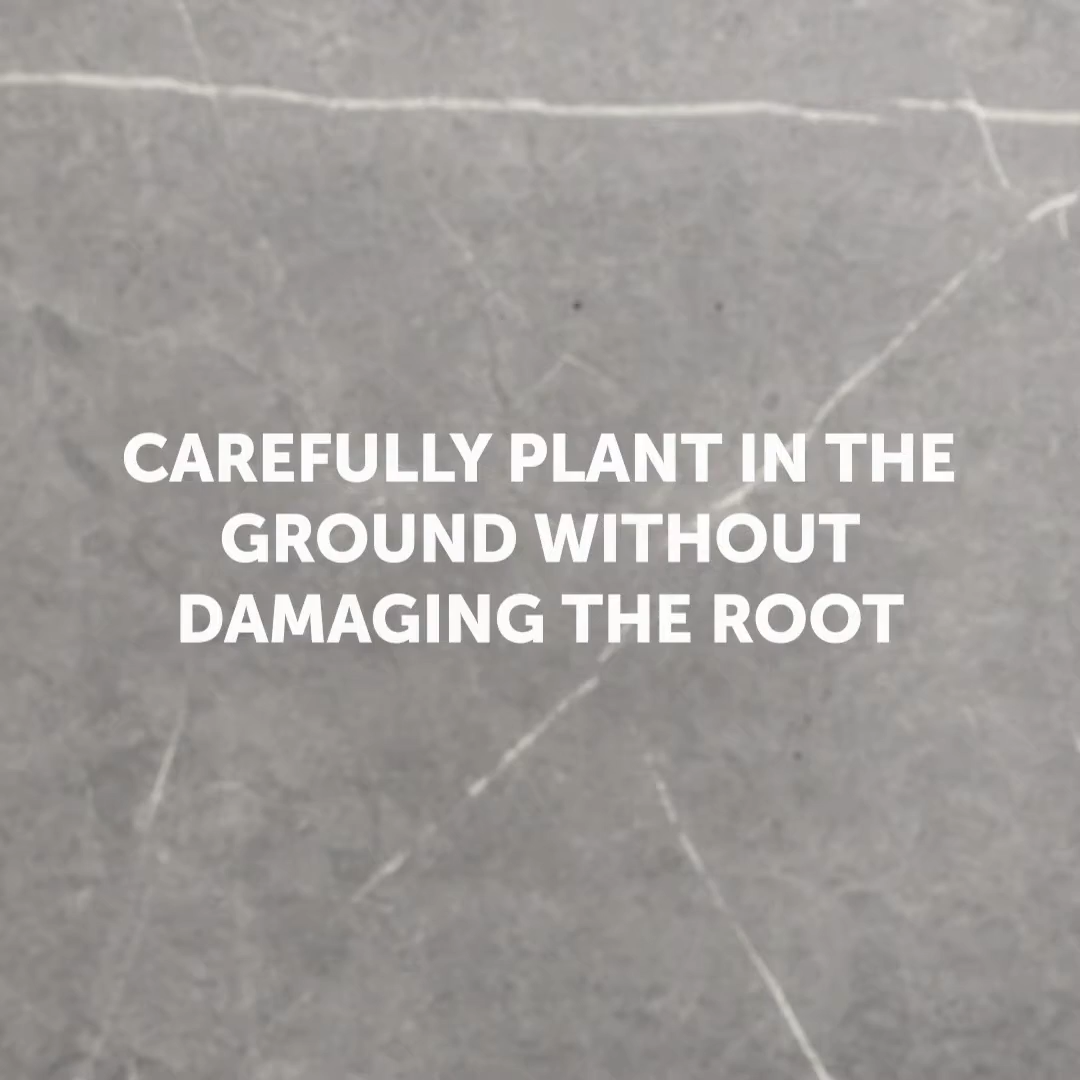 CAREFULLY PLANT IN THE
GROUND WITHOUT
DAMAGING THE ROOT